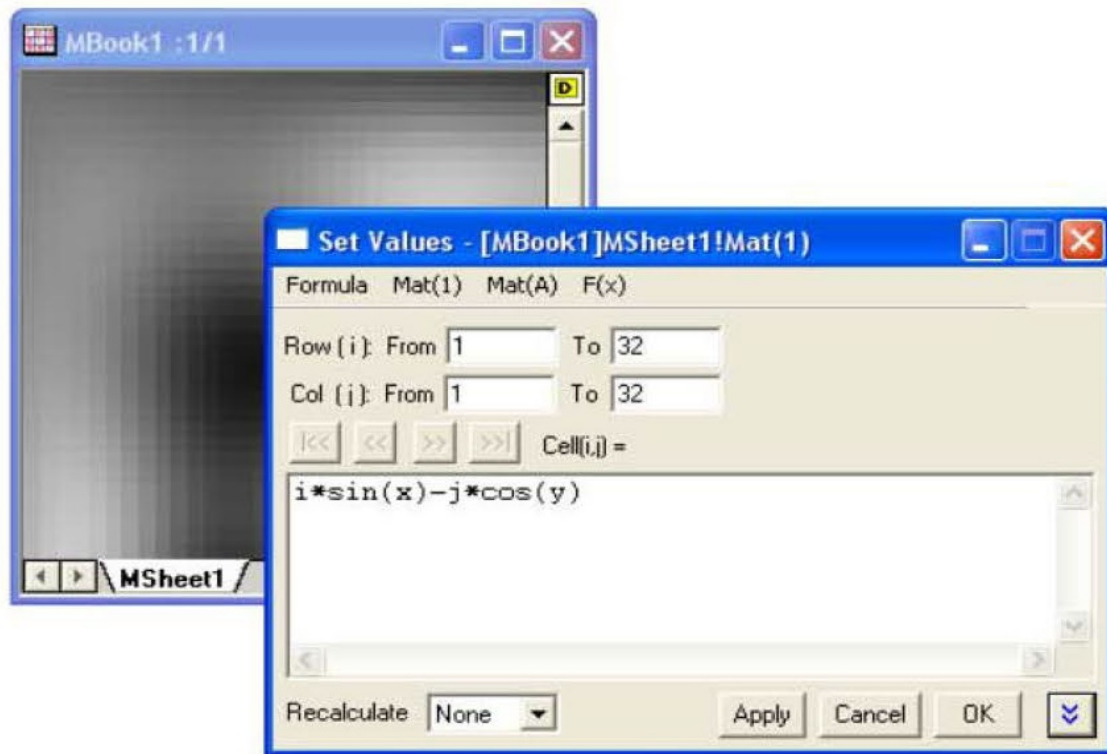 MBook1 :1/1
D
Set Values - [MBook1]MSheet1!Mat(1)
Formula Mat(1) Mat(A) F(x)
Row (i): From 1 To 32
Col (j): From 1 To 32
|<< << >> >>| Cell(i,j) =
i*sin(x)-j*cos(y)
MSheet1
Recalculate None Apply Cancel OK